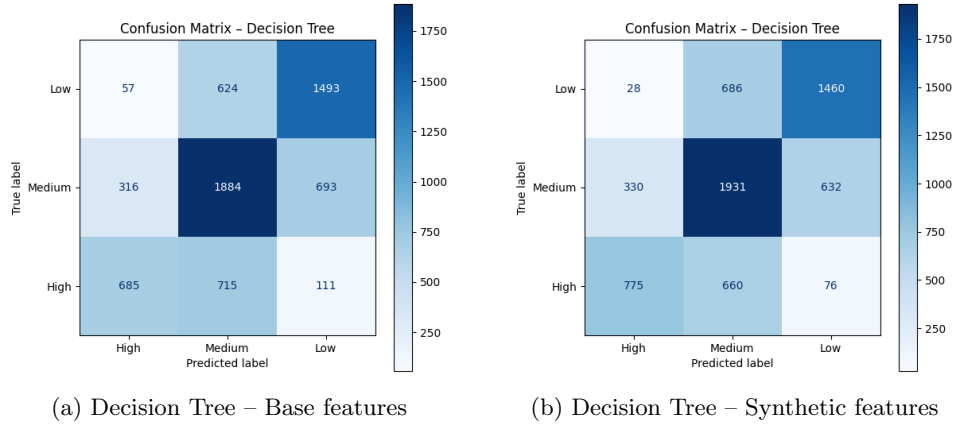 Confusion Matrix – Decision Tree
True label
Low
Medium
High
57 624 1493
316 1884 693
685 715 111
High Medium Low
Predicted label
1750
1500
1250
1000
750
500
250
(a) Decision Tree – Base features
Confusion Matrix – Decision Tree
True label
Low
Medium
High
28 686 1460
330 1931 632
775 660 76
High Medium Low
Predicted label
1750
1500
1250
1000
750
500
250
(b) Decision Tree – Synthetic features